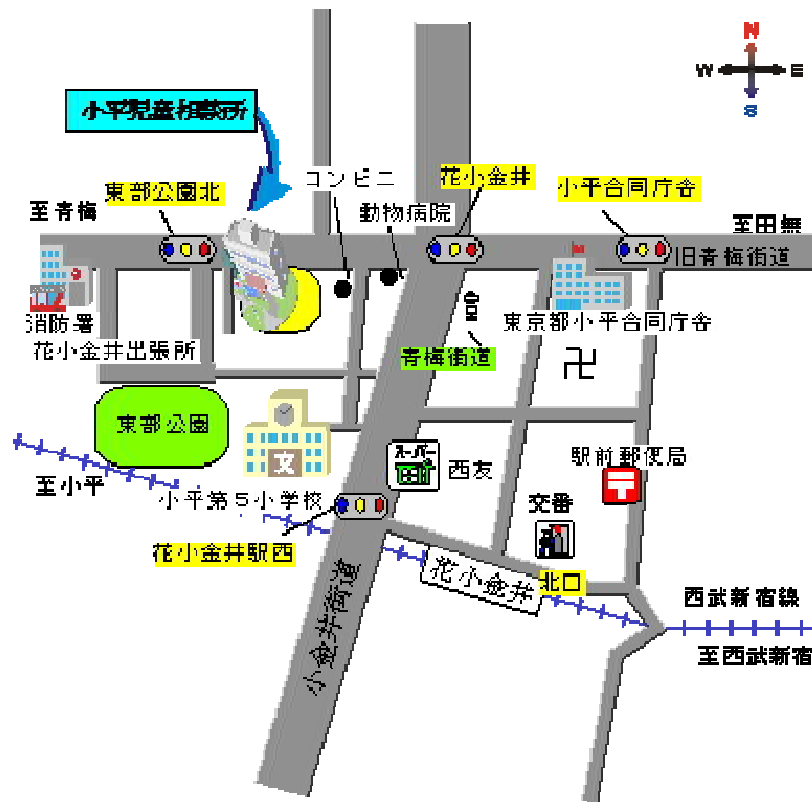 N
W E
S
小平児童相談所
コンビニ
花小金井
東部公園北
小平合同庁舎
至青梅
動物病院
至田無
旧青梅街道
消防署
花小金井出張所
東京都小平合同庁舎
青梅街道
東部公園
駅前郵便局
スーパー
西友
文
至小平
小平第5小学校
交番
花小金井駅西
花小金井
北口
小金井街道
西武新宿線
至西武新宿